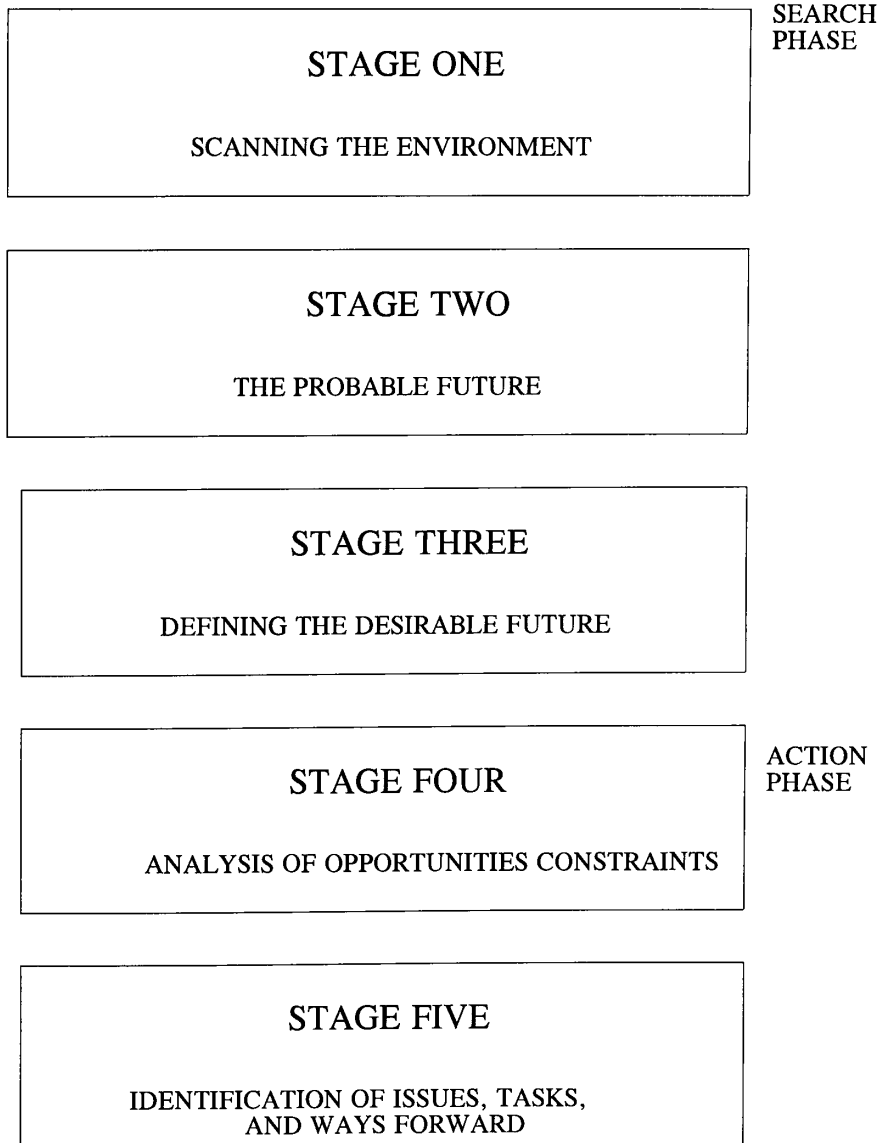 SEARCH
PHASE
STAGE ONE
SCANNING THE ENVIRONMENT
STAGE TWO
THE PROBABLE FUTURE
STAGE THREE
DEFINING THE DESIRABLE FUTURE
ACTION
PHASE
STAGE FOUR
ANALYSIS OF OPPORTUNITIES CONSTRAINTS
STAGE FIVE
IDENTIFICATION OF ISSUES, TASKS,
AND WAYS FORWARD